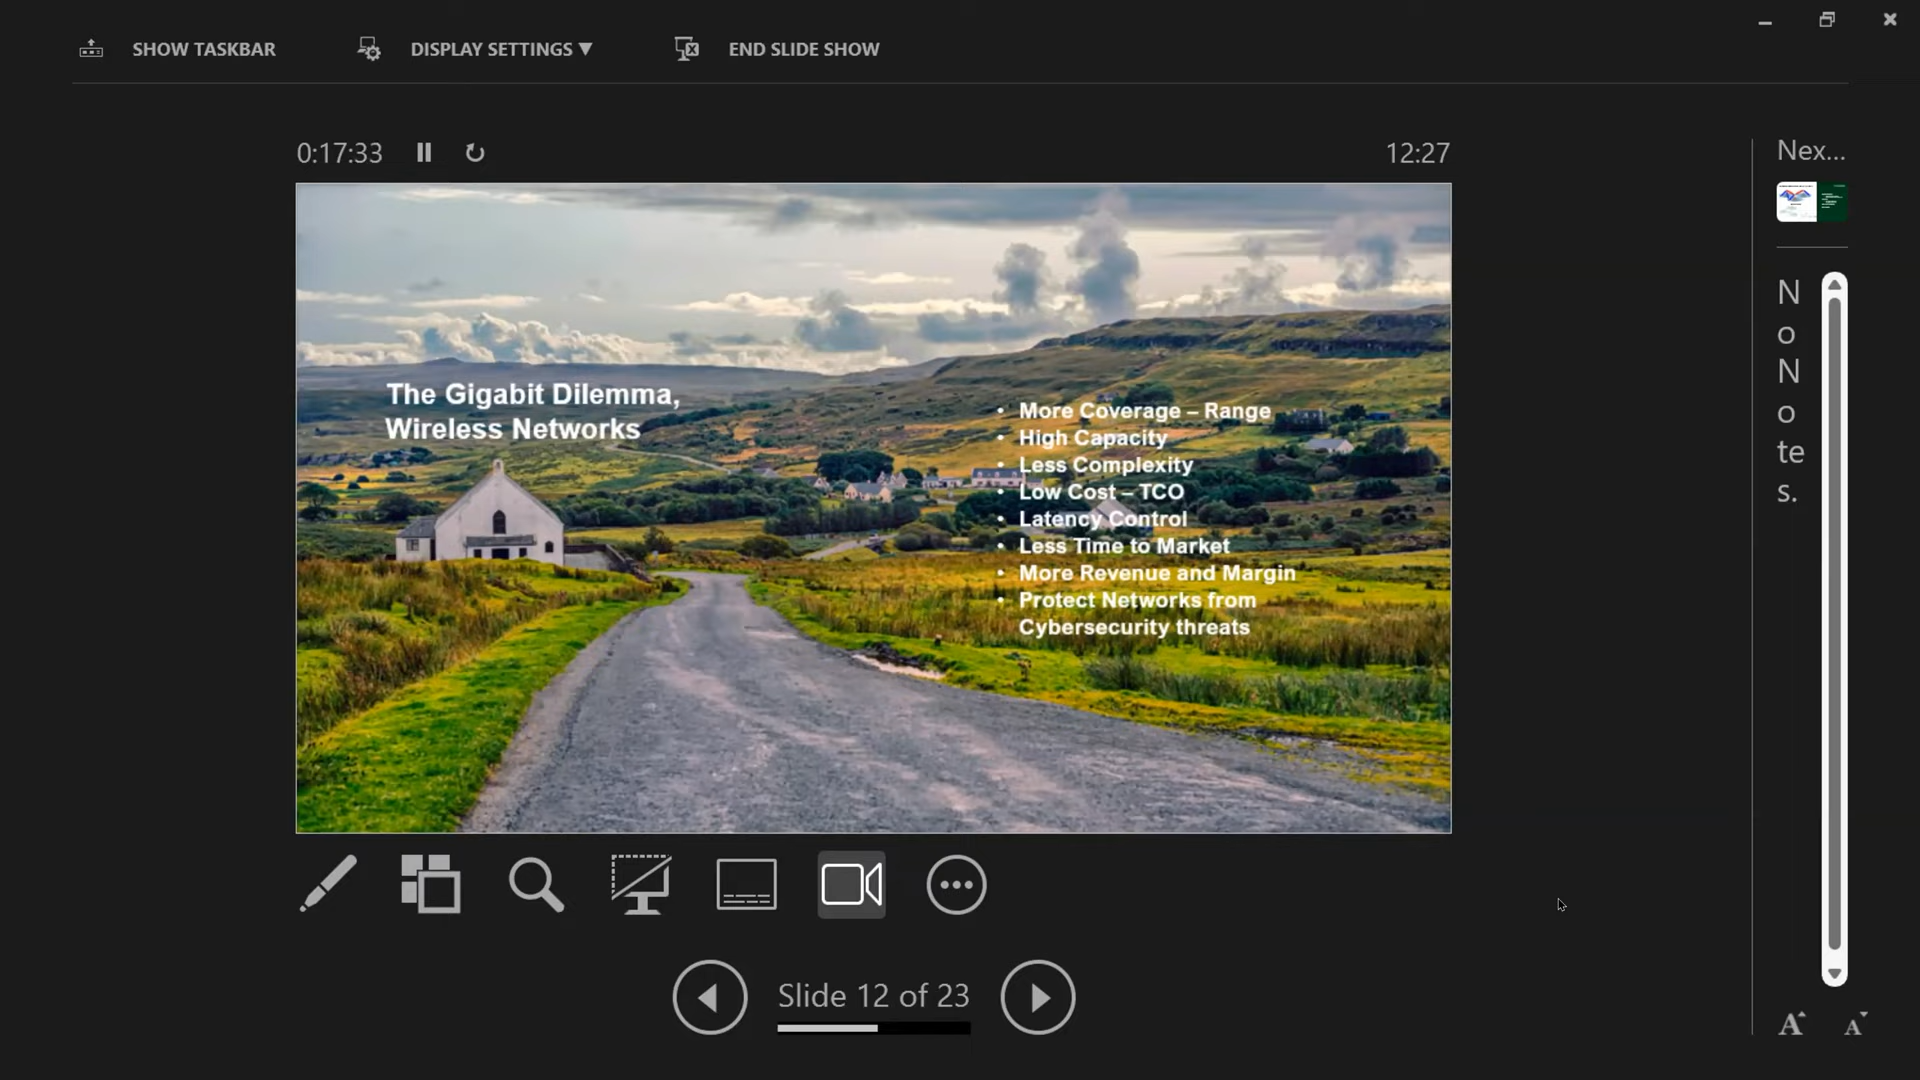 SHOW TASKBAR
DISPLAY SETTINGS ▼
END SLIDE SHOW
0:17:33
12:27
The Gigabit Dilemma,
Wireless Networks
• More Coverage – Range
• High Capacity
• Less Complexity
• Low Cost – TCO
• Latency Control
• Less Time to Market
• More Revenue and Margin
• Protect Networks from
Cybersecurity threats
Slide 12 of 23
Nex...
N
o
N
o
te
s.
A
A